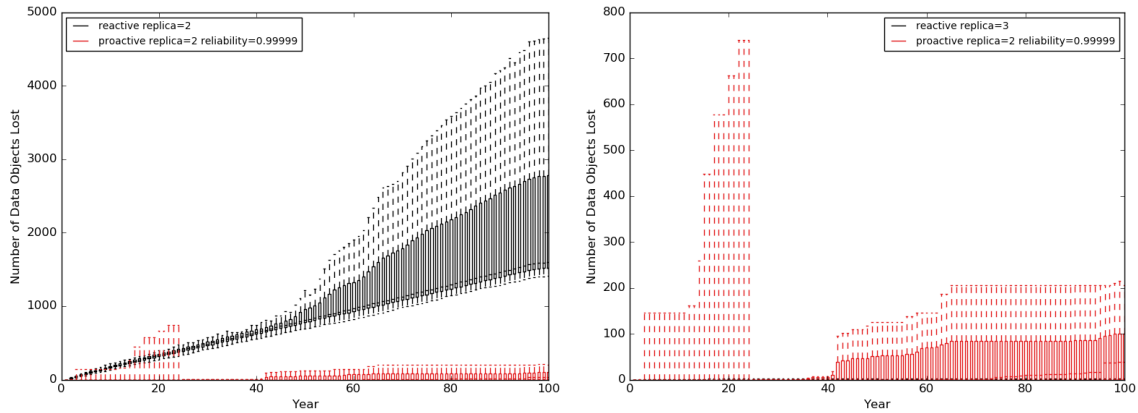 reactive replica=2
proactive replica=2 reliability=0.99999
Number of Data Objects Lost
5000
4000
3000
2000
1000
0
0 20 40 60 80 100
Year
reactive replica=3
proactive replica=2 reliability=0.99999
Number of Data Objects Lost
800
700
600
500
400
300
200
100
0
0 20 40 60 80 100
Year